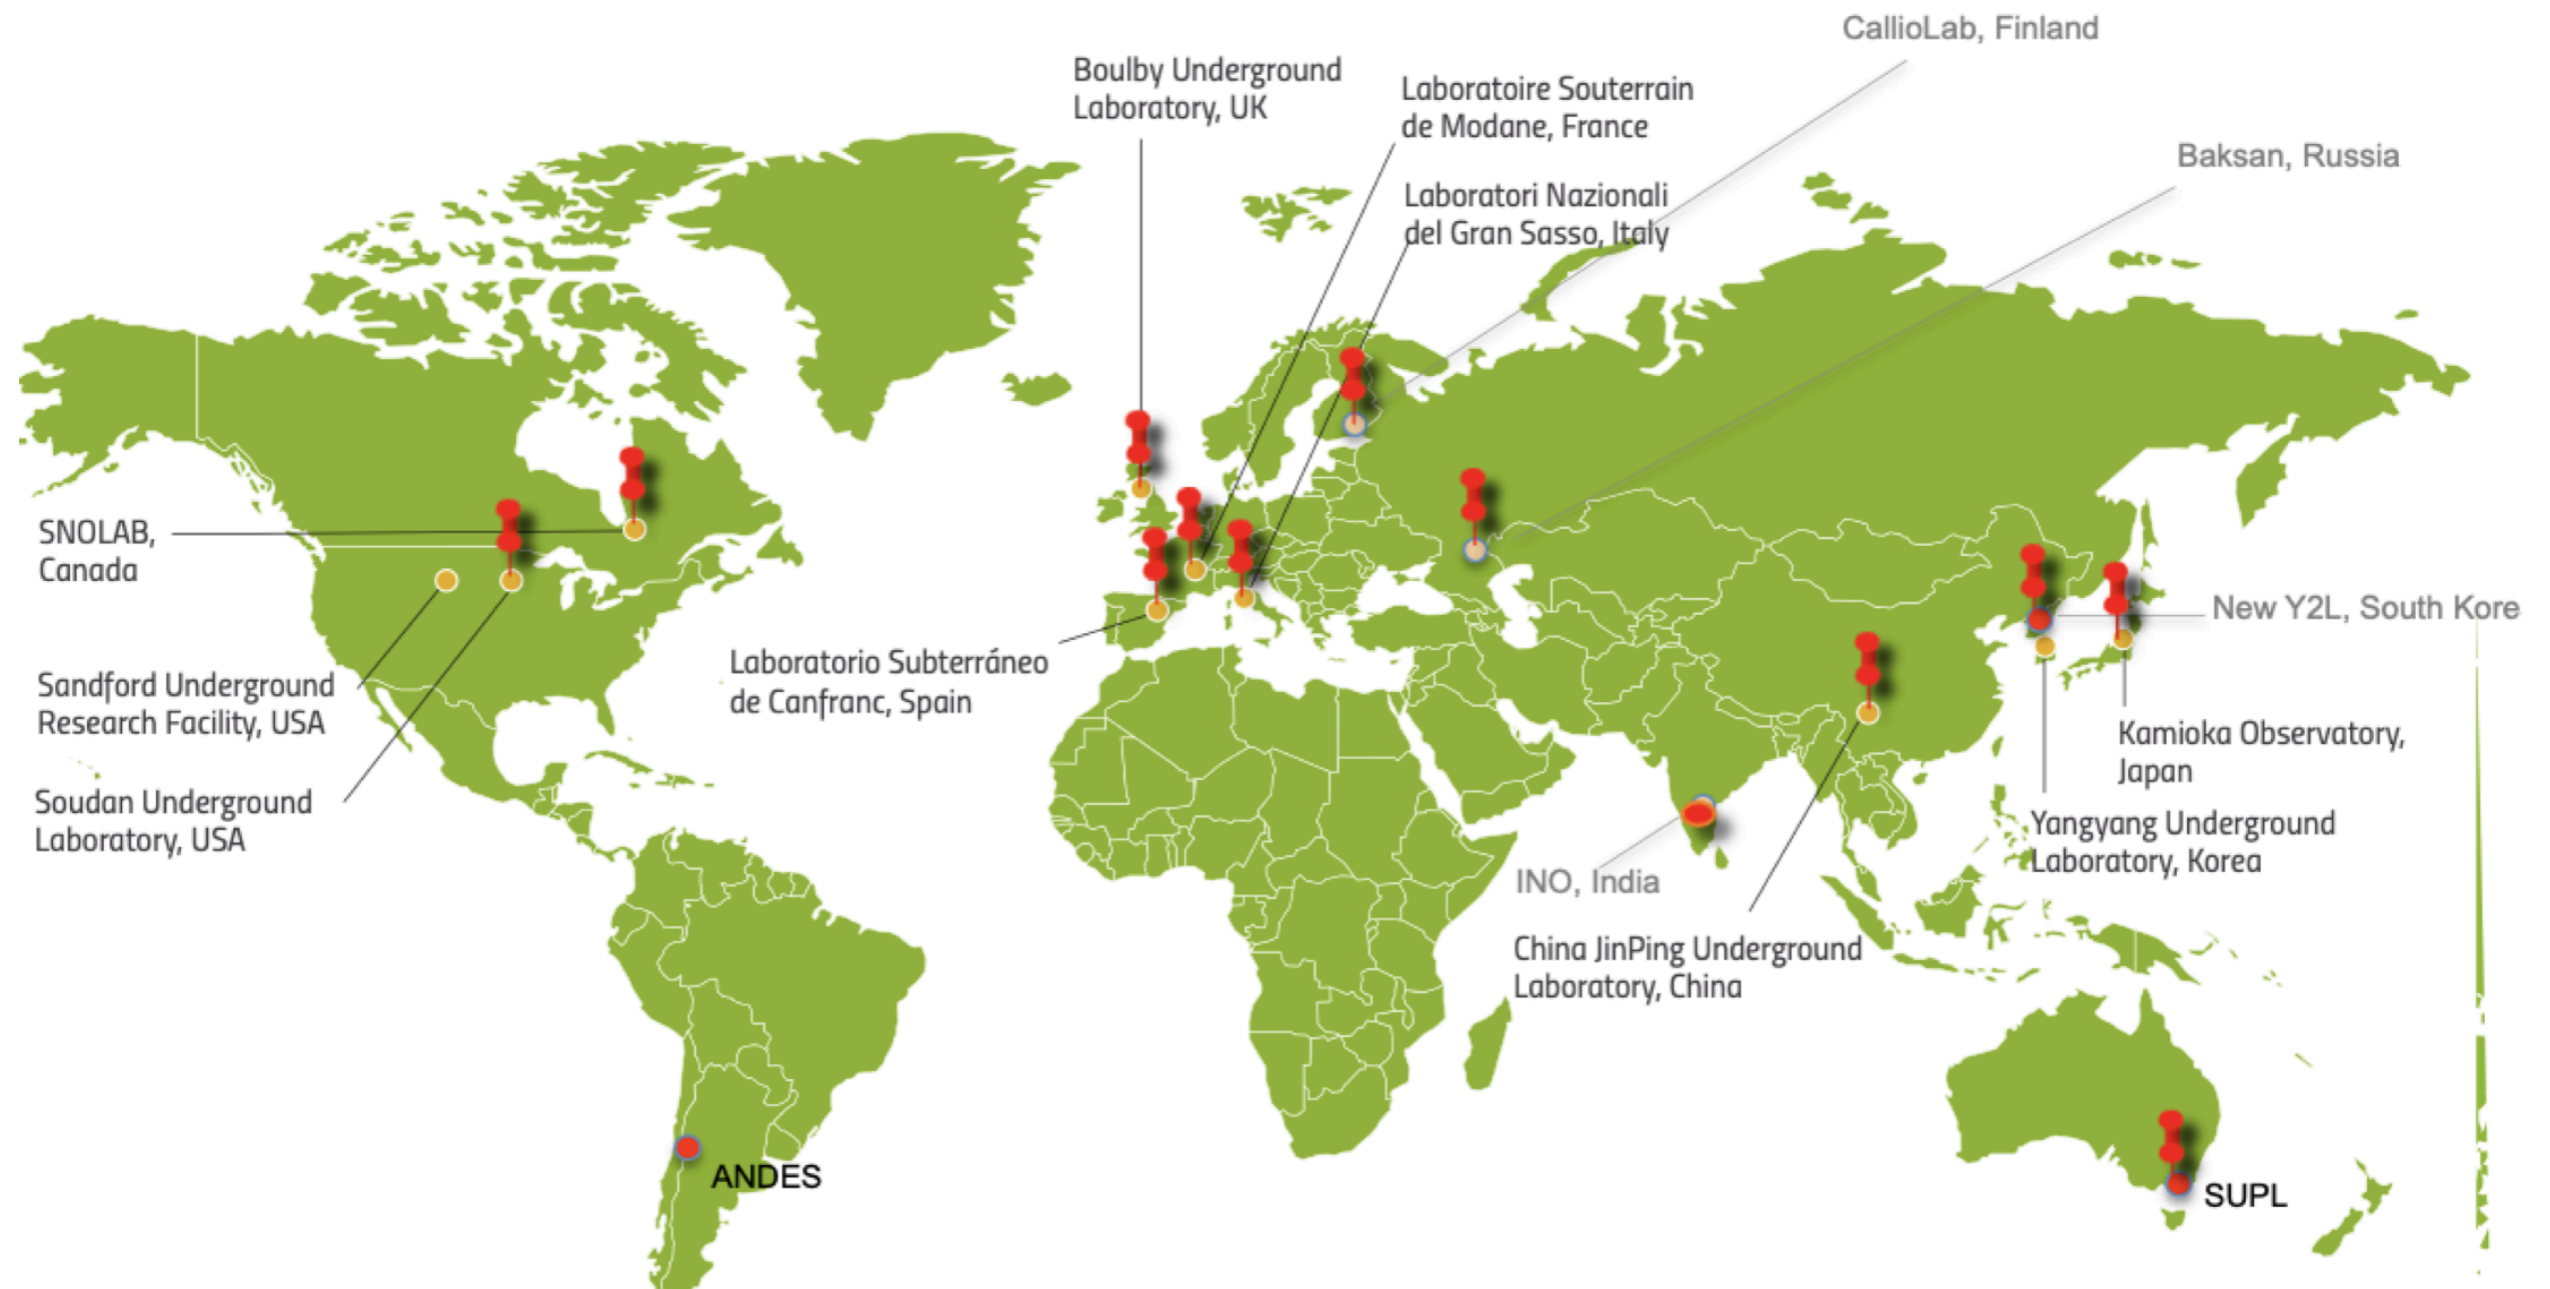 CallioLab, Finland
Boulby Underground
Laboratory, UK
Laboratoire Souterrain
de Modane, France
Baksan, Russia
Laboratori Nazionali
del Gran Sasso, Italy
SNOLAB,
Canada
New Y2L, South Kore
Laboratorio Subterráneo
de Canfranc, Spain
Sandford Underground
Research Facility, USA
Kamioka Observatory,
Japan
Soudan Underground
Laboratory, USA
Yangyang Underground
Laboratory, Korea
INO, India
China JinPing Underground
Laboratory, China
ANDES
SUPL